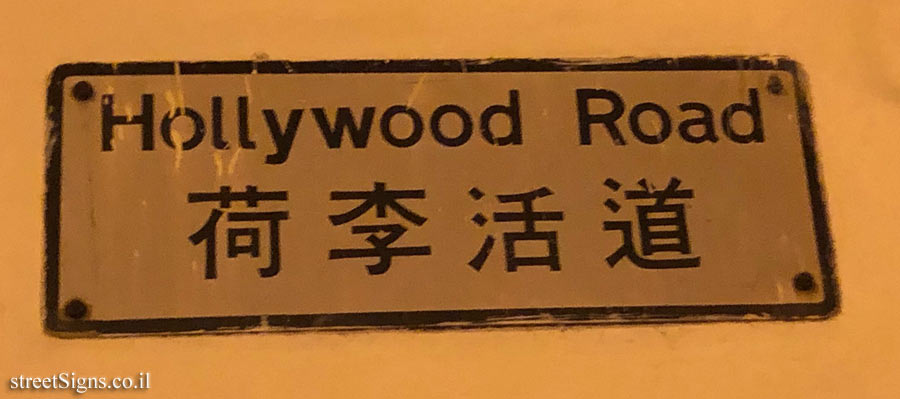 Hollywood Road
荷李活道
streetSigns.co.il